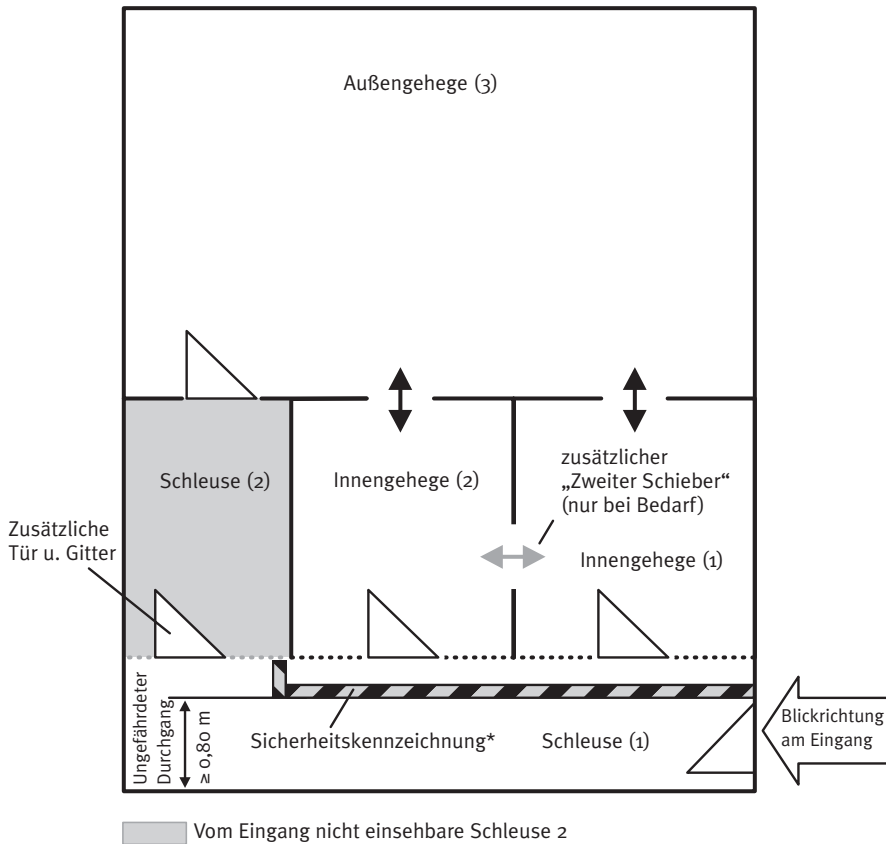 Außengehege (3)
Schleuse (2)
Innengehege (2)
zusätzlicher
„Zweiter Schieber“
(nur bei Bedarf)
Innengehege (1)
Zusätzliche
Tür u. Gitter
Ungefährdeter
Durchgang
≥ 0,80 m
Sicherheitskennzeichnung*
Schleuse (1)
Blickrichtung
am Eingang
Vom Eingang nicht einsehbare Schleuse 2